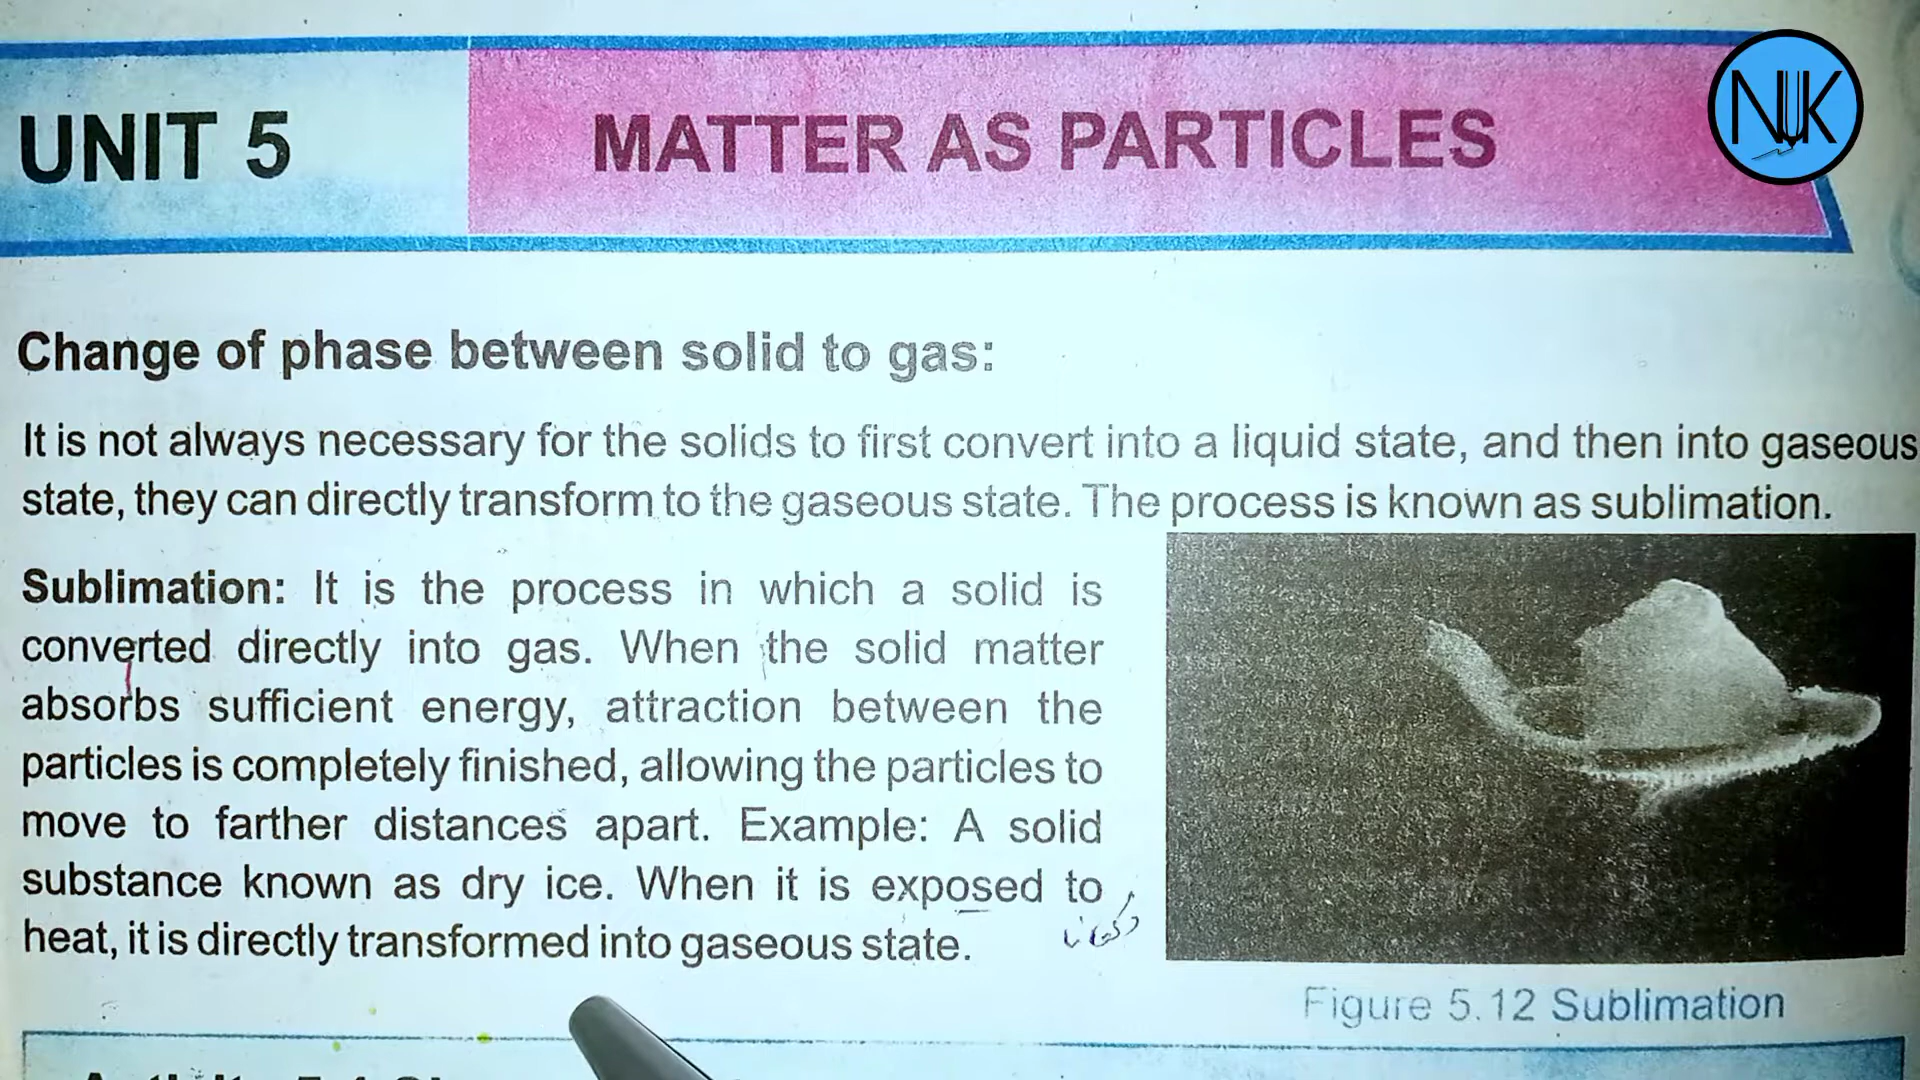 UNIT 5
MATTER AS PARTICLES
NUK
Change of phase between solid to gas:
It is not always necessary for the solids to first convert into a liquid state, and then into gaseous
state, they can directly transform to the gaseous state. The process is known as sublimation.
Sublimation: It is the process in which a solid is
converted directly into gas. When the solid matter
absorbs sufficient energy, attraction between the
particles is completely finished, allowing the particles to
move to farther distances apart. Example: A solid
substance known as dry ice. When it is exposed to
heat, it is directly transformed into gaseous state.
Figure 5.12 Sublimation